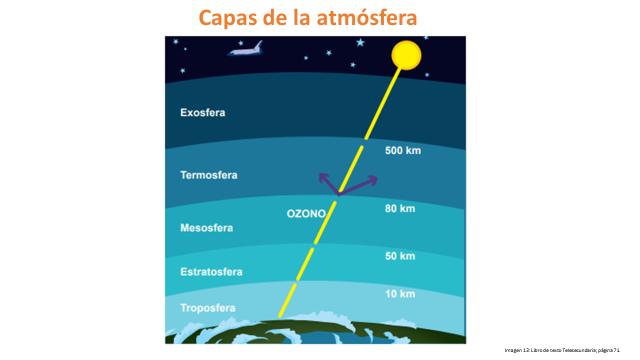 Capas de la atmósfera
Exosfera
500 km
Termosfera
80 km
OZONO
Mesosfera
50 km
Estratosfera
10 km
Troposfera
Imagen 13: Libro de texto Telesecundaria; página 71